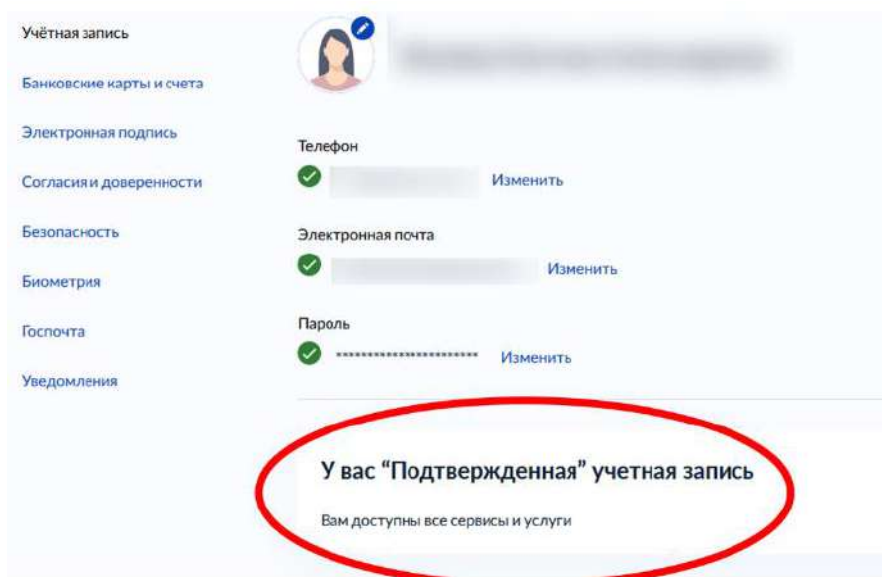 Учётная запись
Банковские карты и счета
Электронная подпись
Согласия и доверенности
Безопасность
Биометрия
Госпочта
Уведомления
Телефон
Изменить
Электронная почта
Изменить
Пароль
*********************** Изменить
У вас “Подтвержденная” учетная запись
Вам доступны все сервисы и услуги